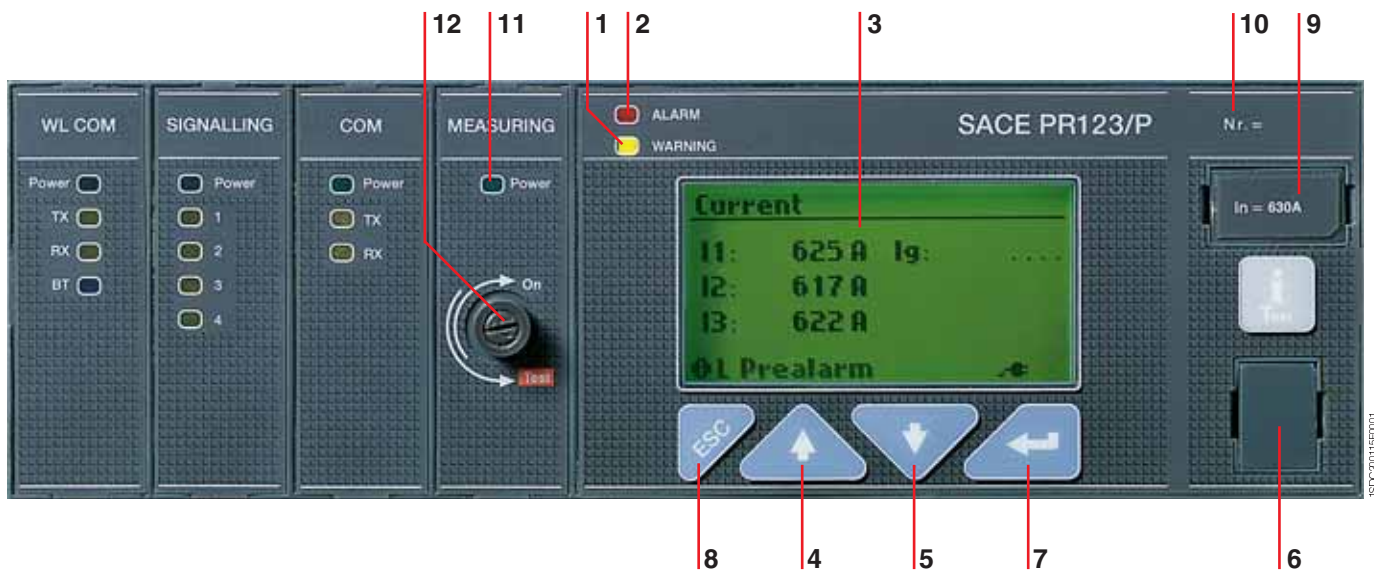 12 11 1 2 3 10 9
WL COM
Power
TX
RX
BT
SIGNALLING
Power
1
2
3
4
COM
Power
TX
RX
MEASURING
Power
On
Test
ALARM
WARNING
SACE PR123/P
Current
I1: 625 A Ig: ....
I2: 617 A
I3: 622 A
L Prealarm
ESC
Nr. =
In = 630A
i
Test
8 4 5 7 6